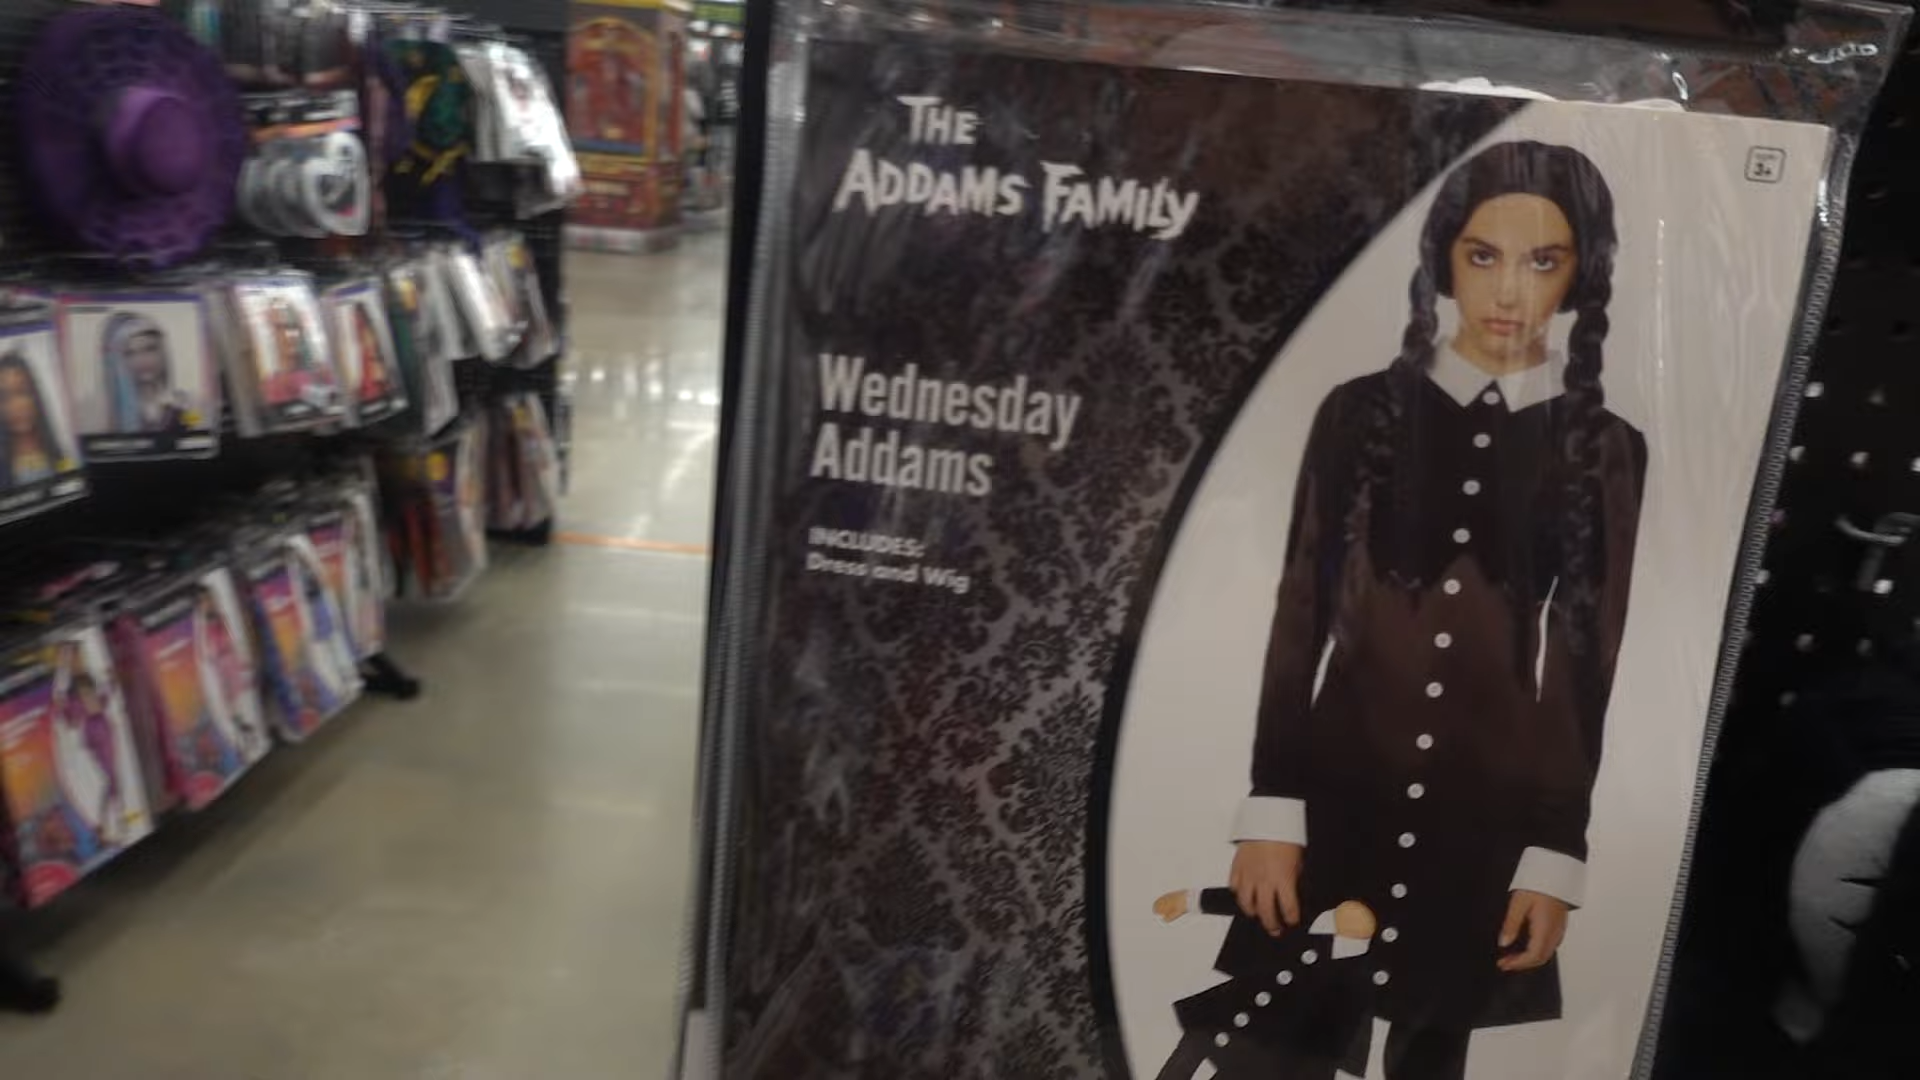 THE
ADDAMS FAMILY
Wednesday
Addams
INCLUDES:
Dress and Wig
3+